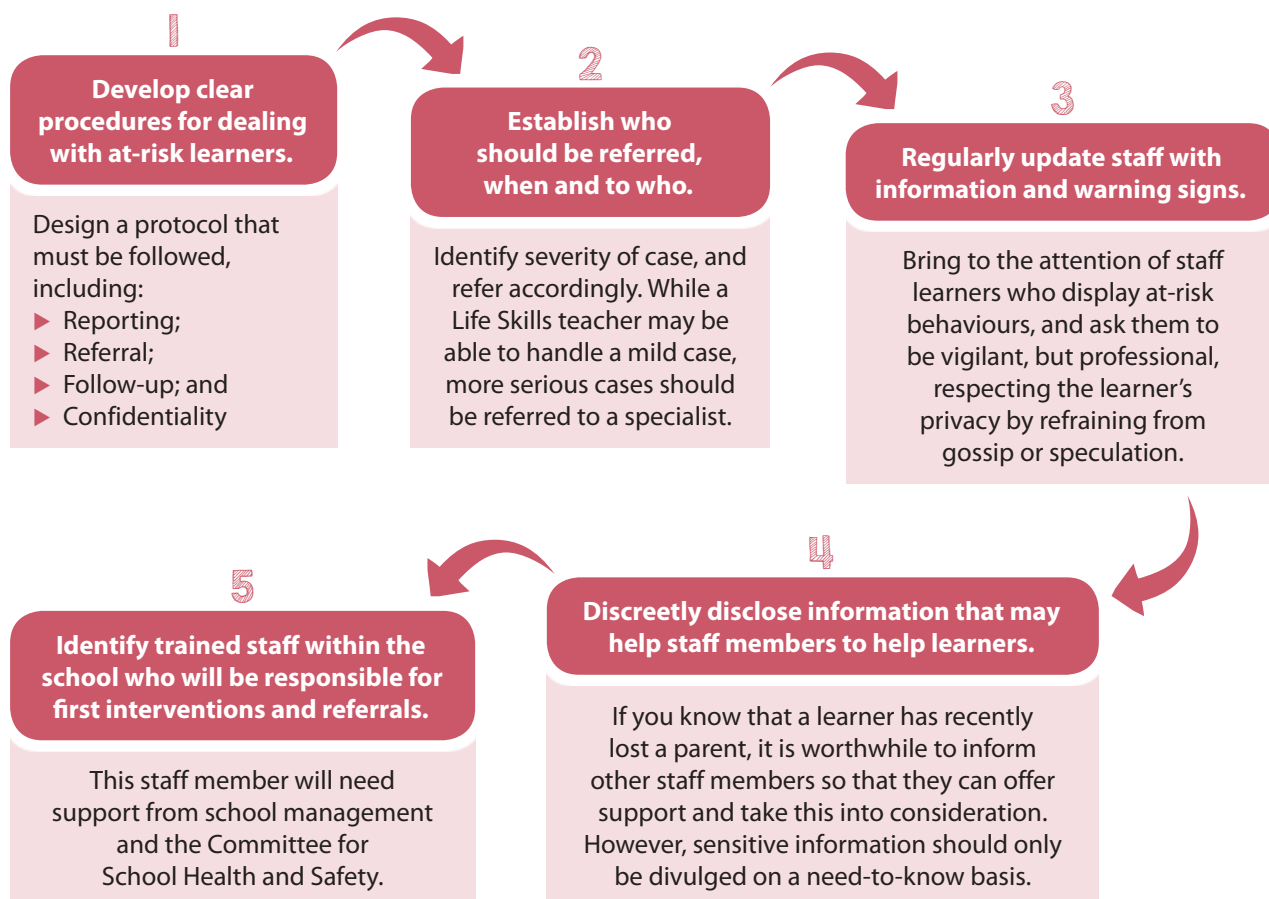 1
Develop clear
procedures for dealing
with at-risk learners.
Design a protocol that
must be followed,
including:
▶ Reporting;
▶ Referral;
▶ Follow-up; and
▶ Confidentiality
2
Establish who
should be referred,
when and to who.
Identify severity of case, and
refer accordingly. While a
Life Skills teacher may be
able to handle a mild case,
more serious cases should
be referred to a specialist.
3
Regularly update staff with
information and warning signs.
Bring to the attention of staff
learners who display at-risk
behaviours, and ask them to
be vigilant, but professional,
respecting the learner’s
privacy by refraining from
gossip or speculation.
4
Discreetly disclose information that may
help staff members to help learners.
If you know that a learner has recently
lost a parent, it is worthwhile to inform
other staff members so that they can offer
support and take this into consideration.
However, sensitive information should only
be divulged on a need-to-know basis.
5
Identify trained staff within the
school who will be responsible for
first interventions and referrals.
This staff member will need
support from school management
and the Committee for
School Health and Safety.